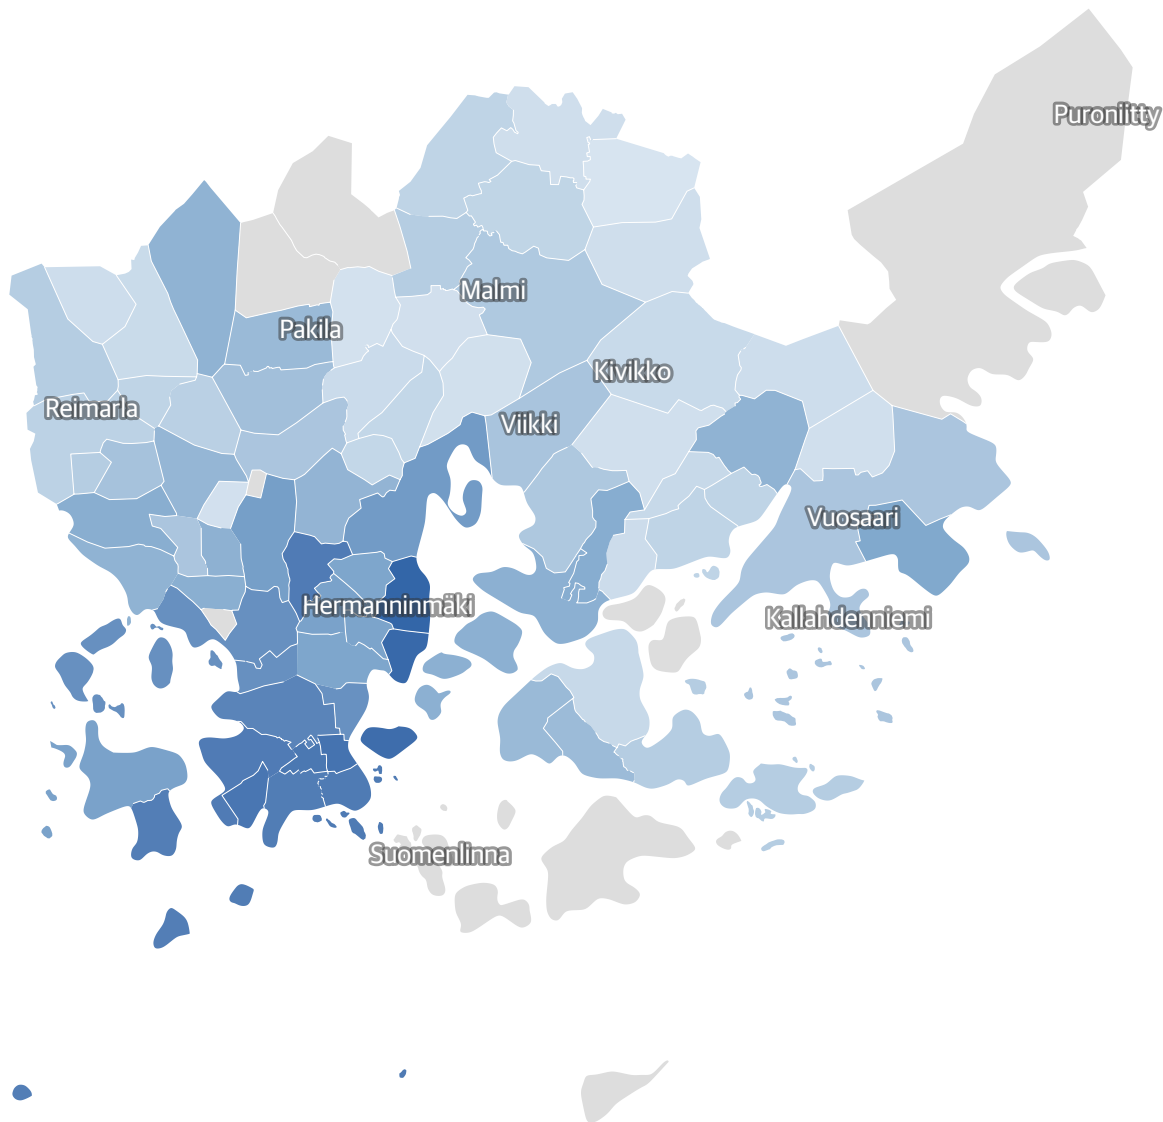 Puroniitty
Malmi
Pakila
Kivikko
Reimarla
Viikki
Vuosaari
Hermanninmäki
Kallahdenniemi
Suomenlinna